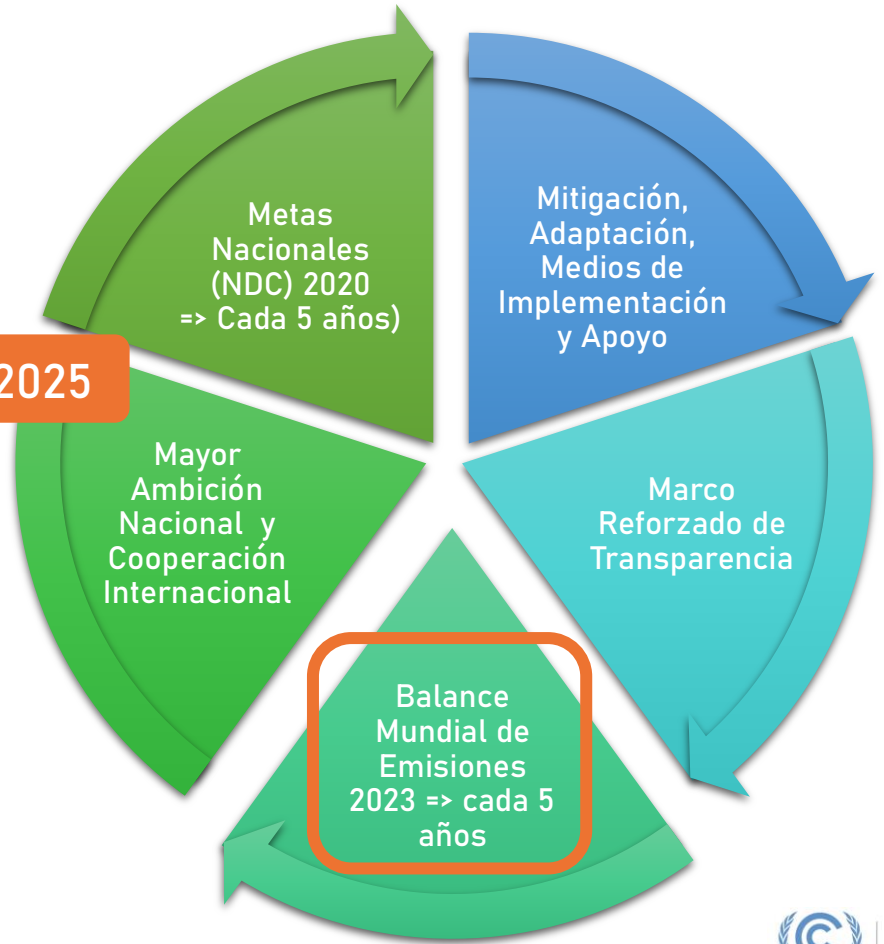 Metas
Nacionales
(NDC) 2020
=> Cada 5 años)
Mitigación,
Adaptación,
Medios de
Implementación
y Apoyo
2025
Mayor
Ambición
Nacional y
Cooperación
Internacional
Marco
Reforzado de
Transparencia
Balance
Mundial de
Emisiones
2023 => cada 5
años